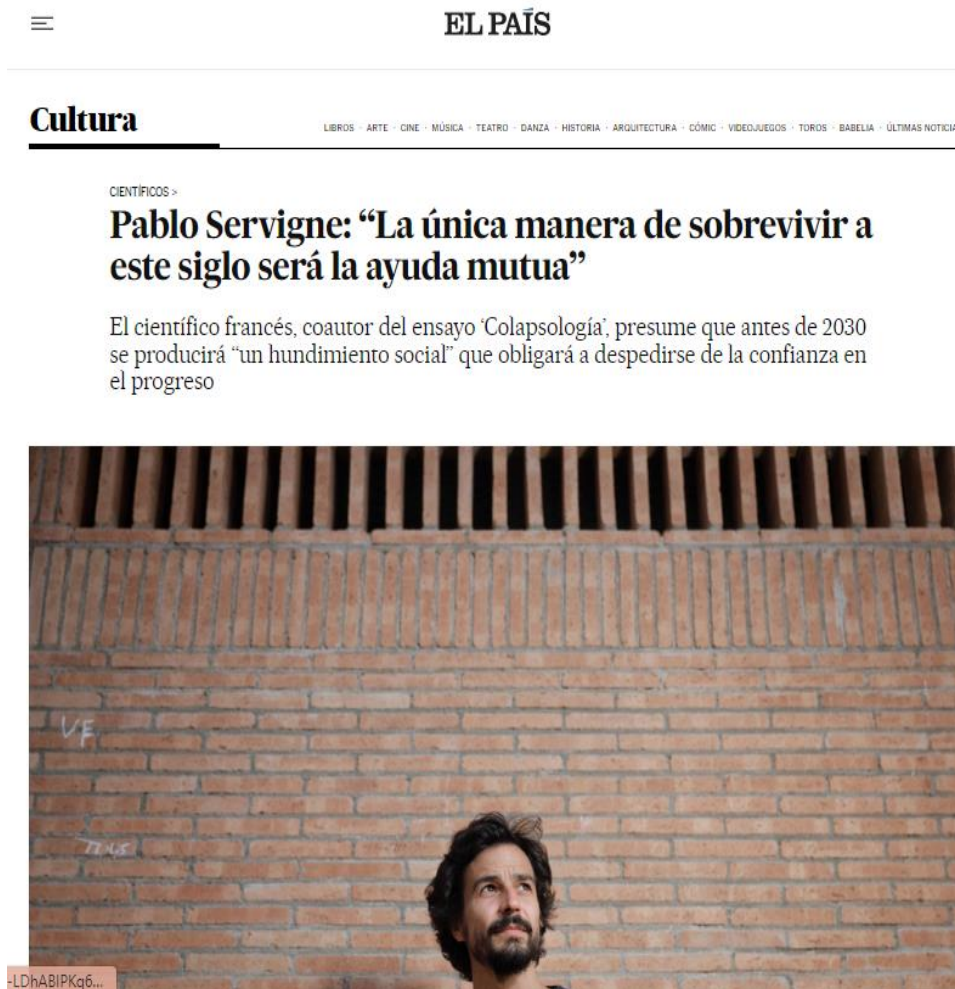 EL PAÍS
Cultura
LIBROS · ARTE · CINE · MÚSICA · TEATRO · DANZA · HISTORIA · ARQUITECTURA · CÓMIC · VIDEOJUEGOS · TOROS · BABELIA · ÚLTIMAS NOTICIA
CIENTÍFICOS >
Pablo Servigne: “La única manera de sobrevivir a
este siglo será la ayuda mutua”
El científico francés, coautor del ensayo ‘Colapsología’, presume que antes de 2030
se producirá “un hundimiento social” que obligará a despedirse de la confianza en
el progreso
VF
-LDhABIPKq6...